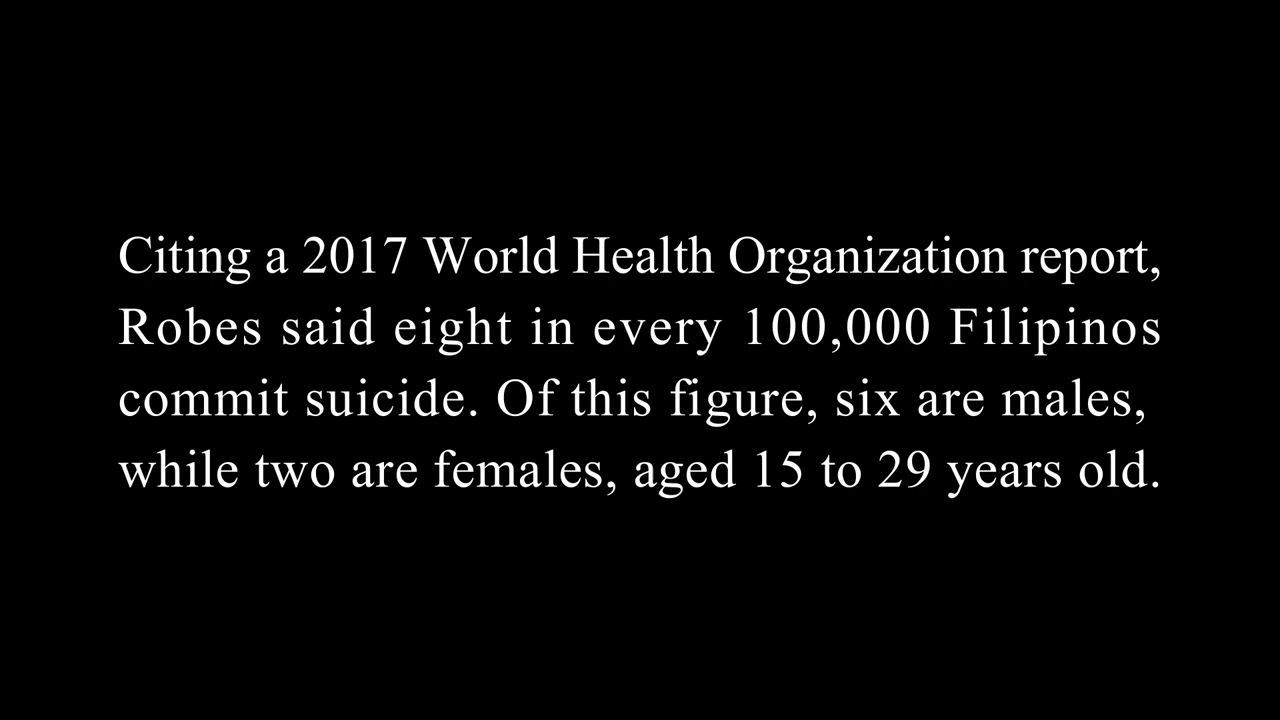 Citing a 2017 World Health Organization report,
Robes said eight in every 100,000 Filipinos
commit suicide. Of this figure, six are males,
while two are females, aged 15 to 29 years old.